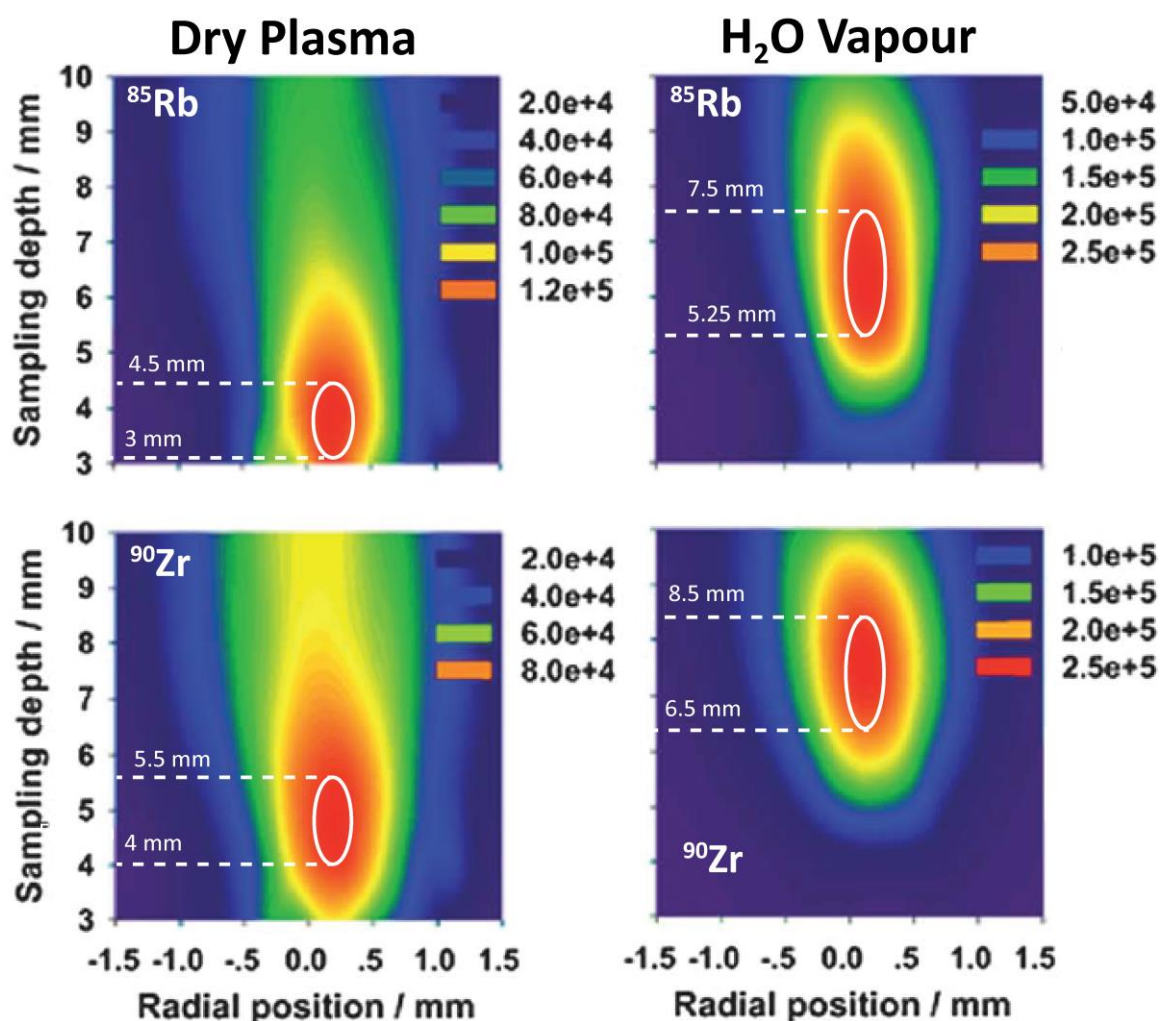 Dry Plasma
H₂O Vapour
Sampling depth / mm
10
9
8
7
6
5
4
3
⁸⁵Rb
4.5 mm
3 mm
2.0e+4
4.0e+4
6.0e+4
8.0e+4
1.0e+5
1.2e+5
⁸⁵Rb
7.5 mm
5.25 mm
5.0e+4
1.0e+5
1.5e+5
2.0e+5
2.5e+5
Sampling depth / mm
10
9
8
7
6
5
4
3
⁹⁰Zr
5.5 mm
4 mm
2.0e+4
4.0e+4
6.0e+4
8.0e+4
8.5 mm
6.5 mm
⁹⁰Zr
1.0e+5
1.5e+5
2.0e+5
2.5e+5
-1.5 -1.0 -.5 0.0 .5 1.0 1.5
Radial position / mm
-1.5 -1.0 -.5 0.0 .5 1.0 1.5
Radial position / mm